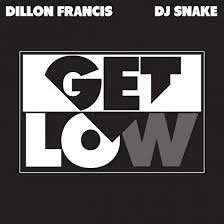 DILLON FRANCIS DJ SNAKE
GET
LOW